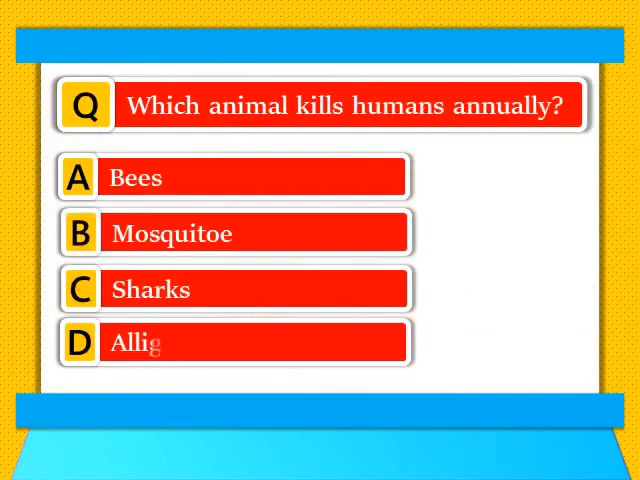 Q Which animal kills humans annually?
A Bees
B Mosquitoe
C Sharks
D Allig